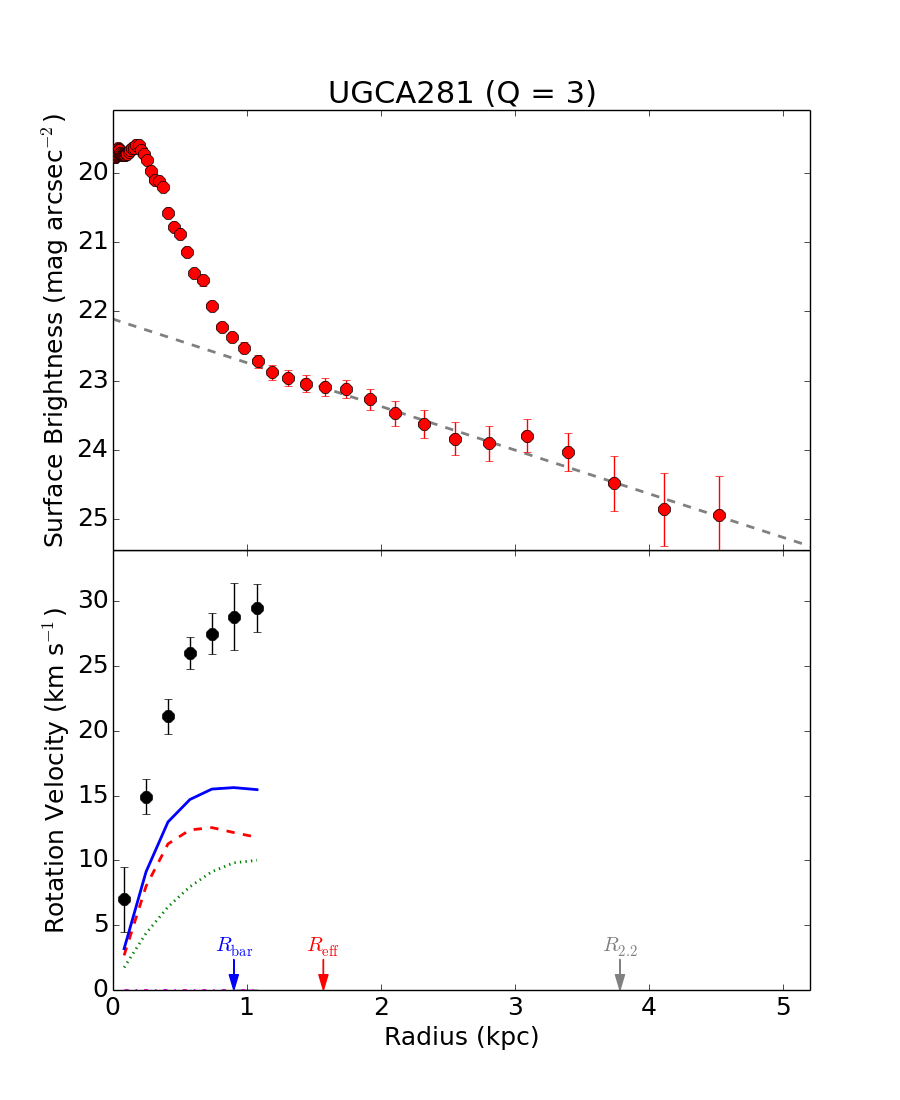 UGCA281 (Q = 3)
Surface Brightness (mag arcsec⁻²)
20
21
22
23
24
25
Rotation Velocity (km s⁻¹)
30
25
20
15
10
5
0
R_bar
R_eff
R_2.2
0 1 2 3 4 5
Radius (kpc)